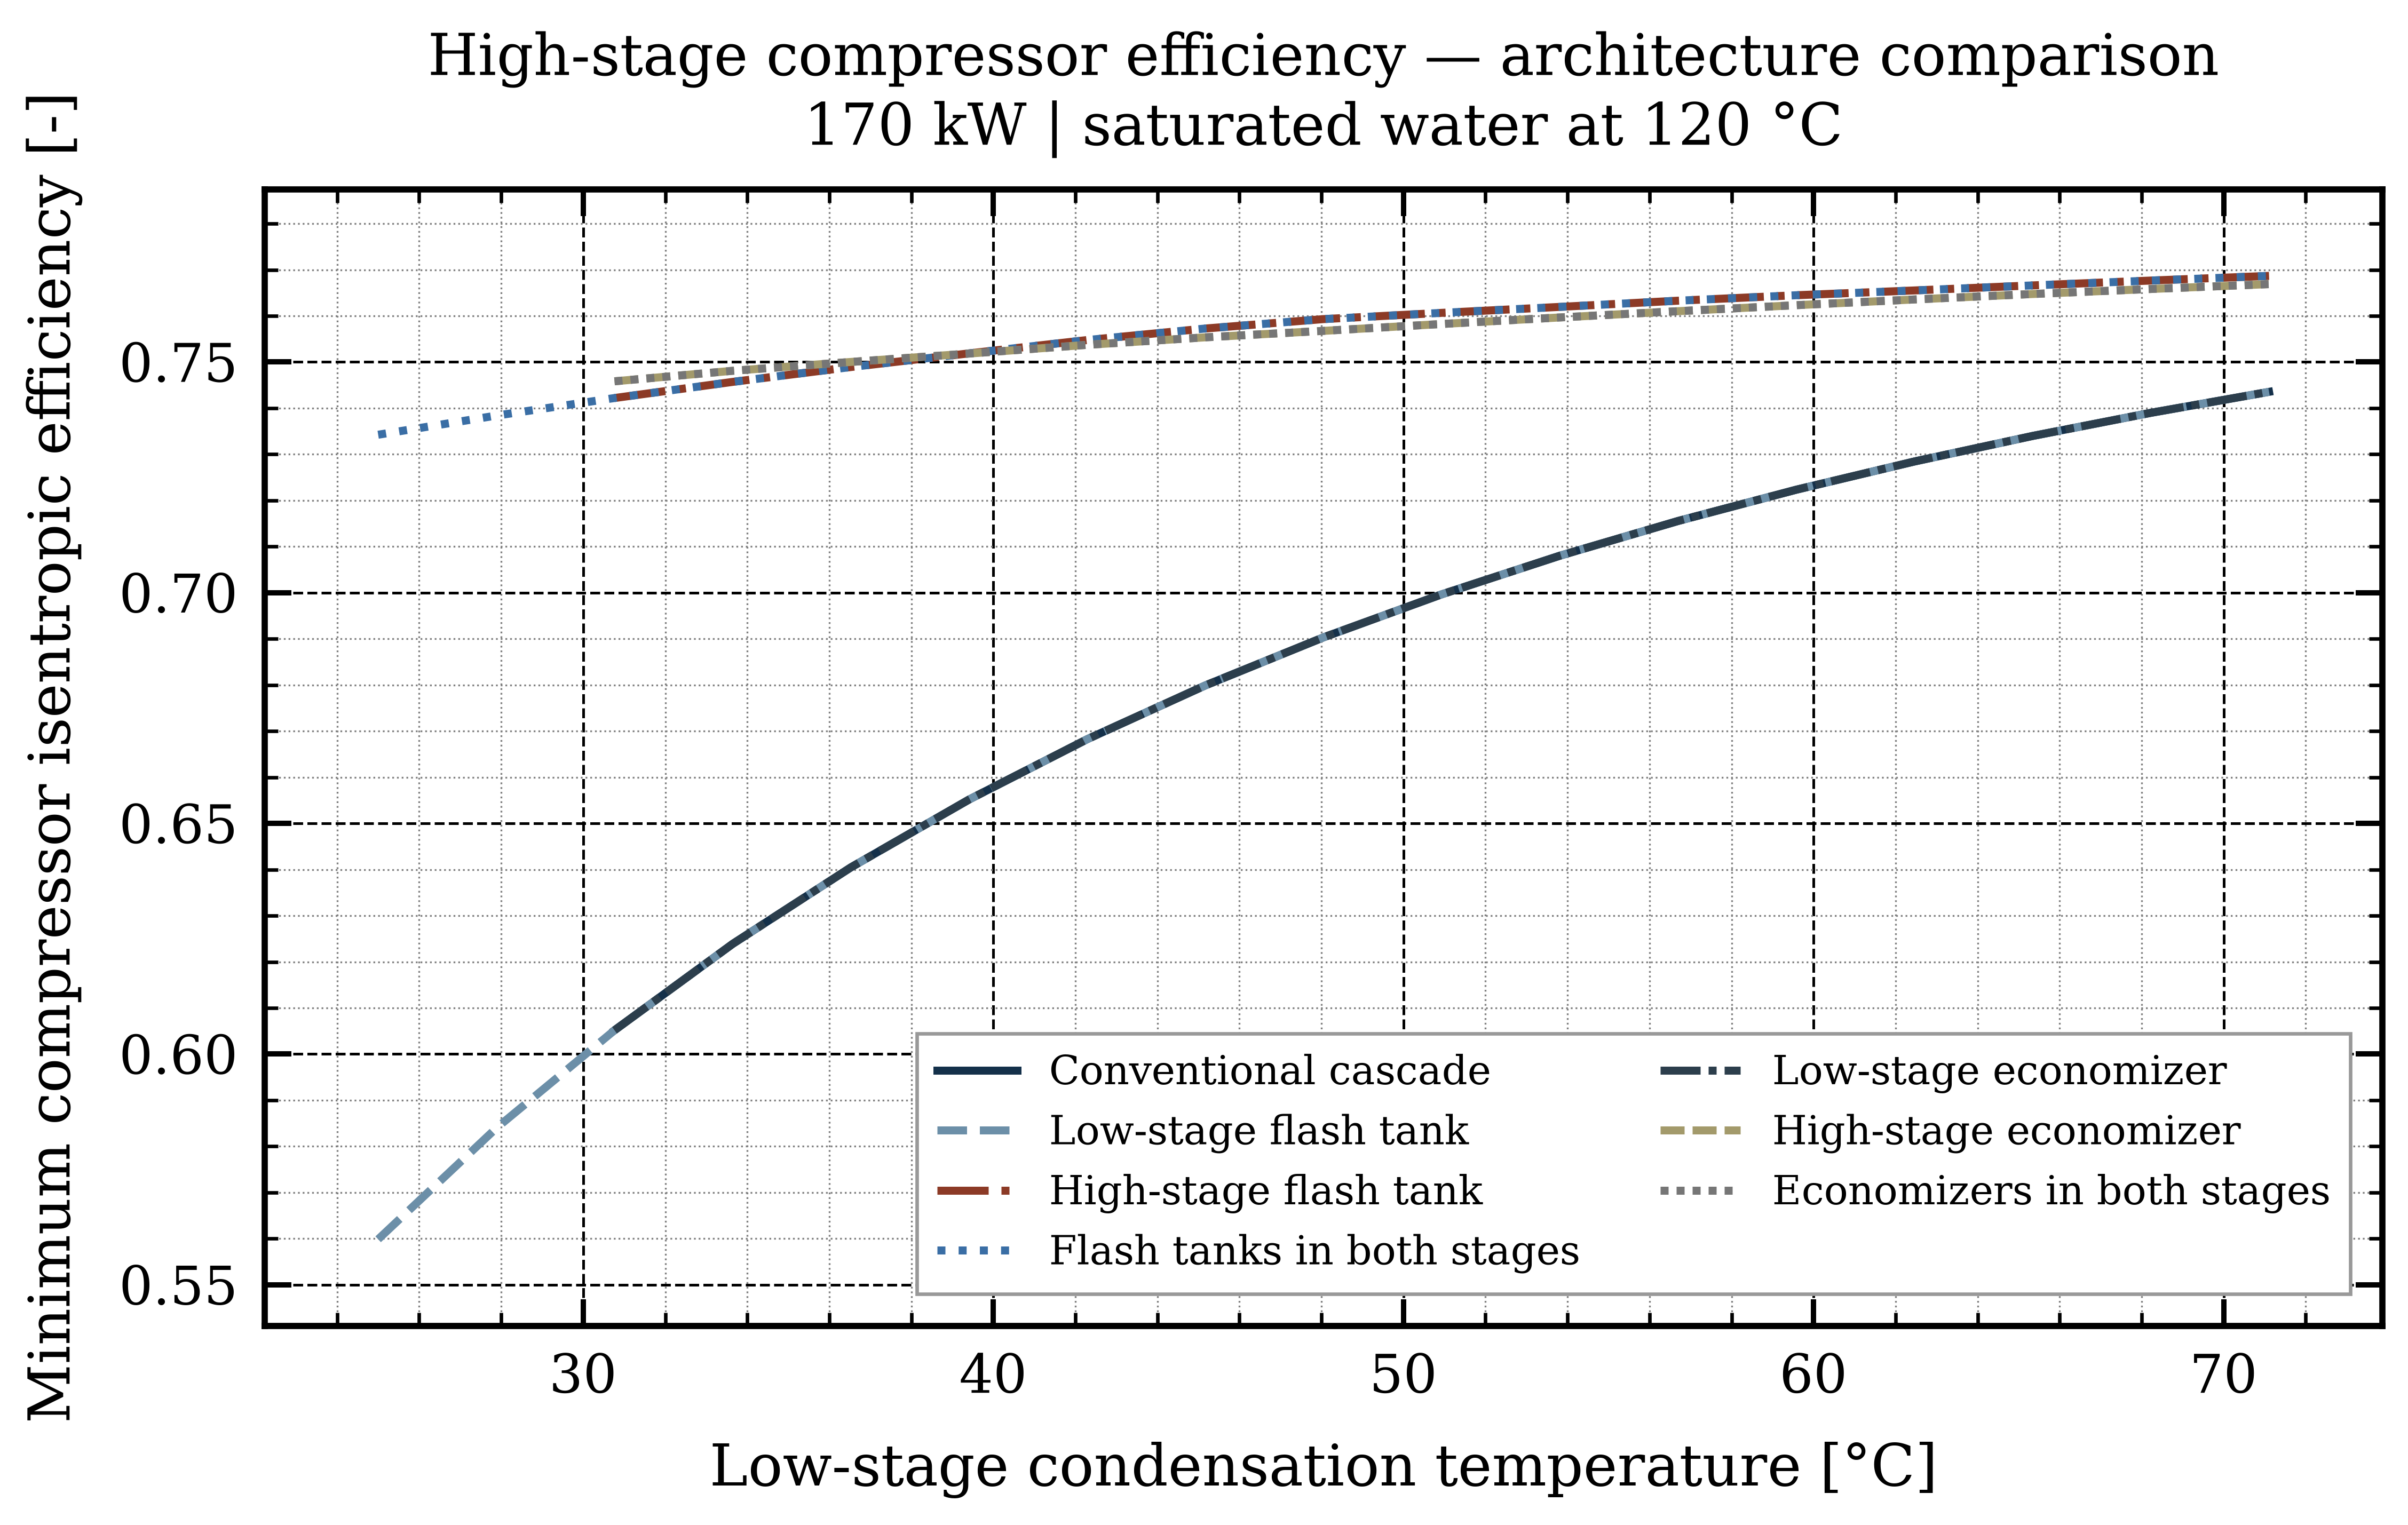 High-stage compressor efficiency — architecture comparison
170 kW | saturated water at 120 °C
Minimum compressor isentropic efficiency [-]
0.75
0.70
0.65
0.60
0.55
30
40
50
60
70
Low-stage condensation temperature [°C]
Conventional cascade
Low-stage flash tank
High-stage flash tank
Flash tanks in both stages
Low-stage economizer
High-stage economizer
Economizers in both stages